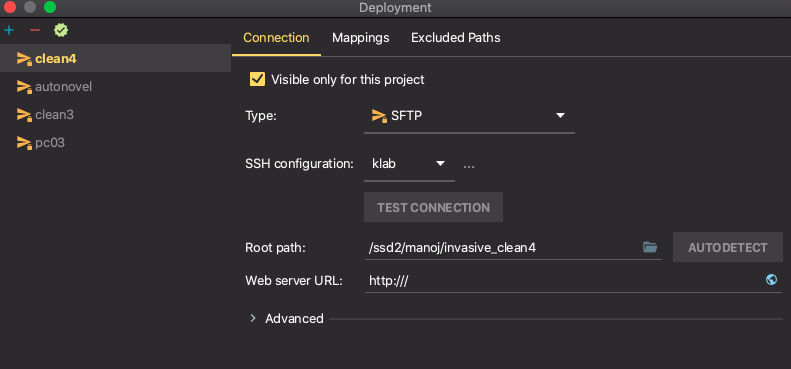 Deployment
Connection Mappings Excluded Paths
clean4
autonovel
clean3
pc03
Visible only for this project
Type: SFTP
SSH configuration: klab ...
TEST CONNECTION
Root path: /ssd2/manoj/invasive_clean4 AUTODETECT
Web server URL: http:///
Advanced